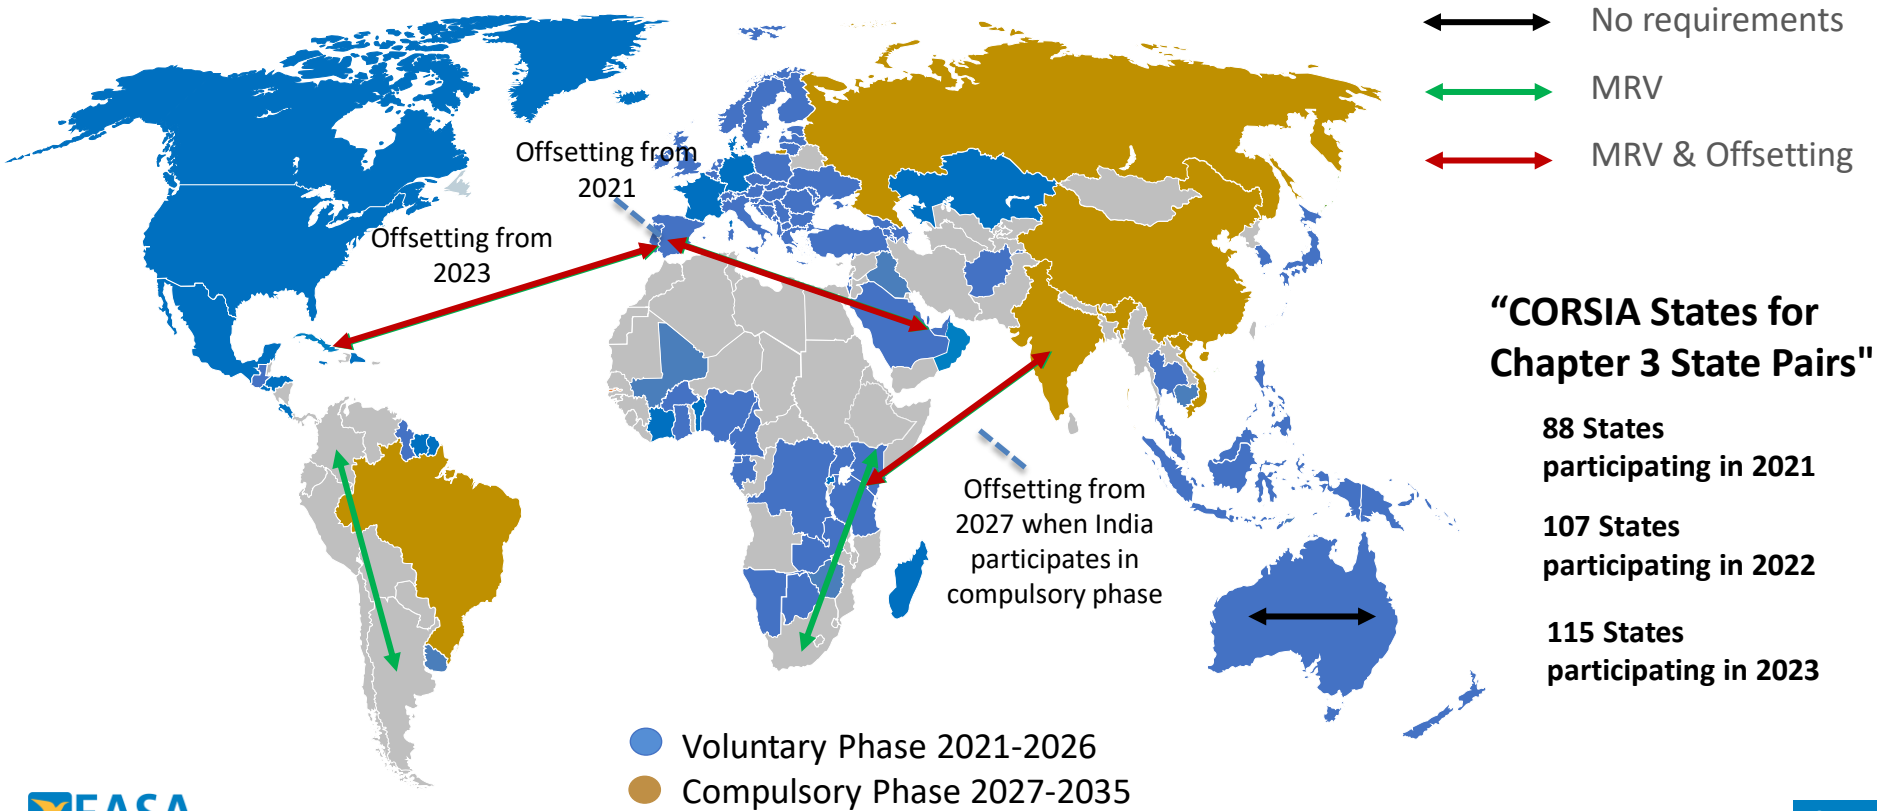 No requirements
MRV
MRV & Offsetting
Offsetting from
2021
Offsetting from
2023
“CORSIA States for
Chapter 3 State Pairs"
88 States
participating in 2021
107 States
participating in 2022
115 States
participating in 2023
Offsetting from
2027 when India
participates in
compulsory phase
Voluntary Phase 2021-2026
Compulsory Phase 2027-2035
EASA